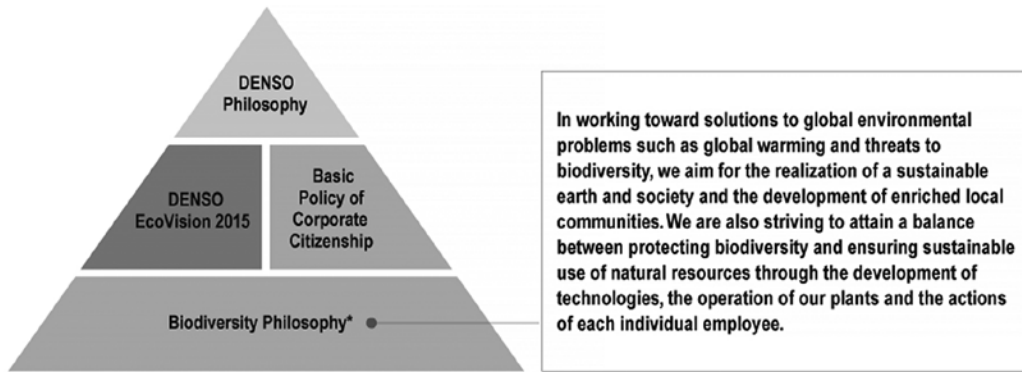 DENSO
Philosophy
DENSO
EcoVision 2015
Basic
Policy of
Corporate
Citizenship
Biodiversity Philosophy*
In working toward solutions to global environmental
problems such as global warming and threats to
biodiversity, we aim for the realization of a sustainable
earth and society and the development of enriched local
communities. We are also striving to attain a balance
between protecting biodiversity and ensuring sustainable
use of natural resources through the development of
technologies, the operation of our plants and the actions
of each individual employee.